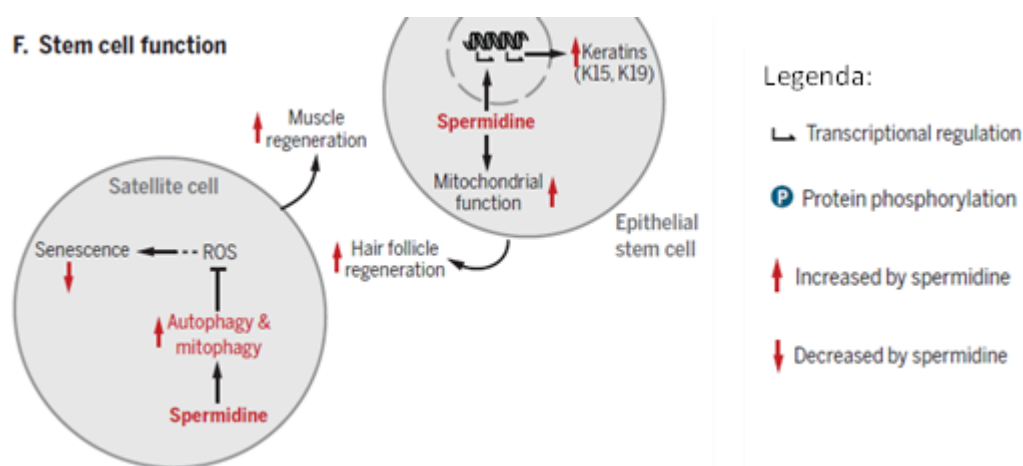 F. Stem cell function
Keratins
(K15, K19)
Spermidine
Mitochondrial
function
Epithelial
stem cell
Muscle
regeneration
Hair follicle
regeneration
Satellite cell
Senescence
ROS
Autophagy &
mitophagy
Spermidine
Legenda:
Transcriptional regulation
P Protein phosphorylation
Increased by spermidine
Decreased by spermidine